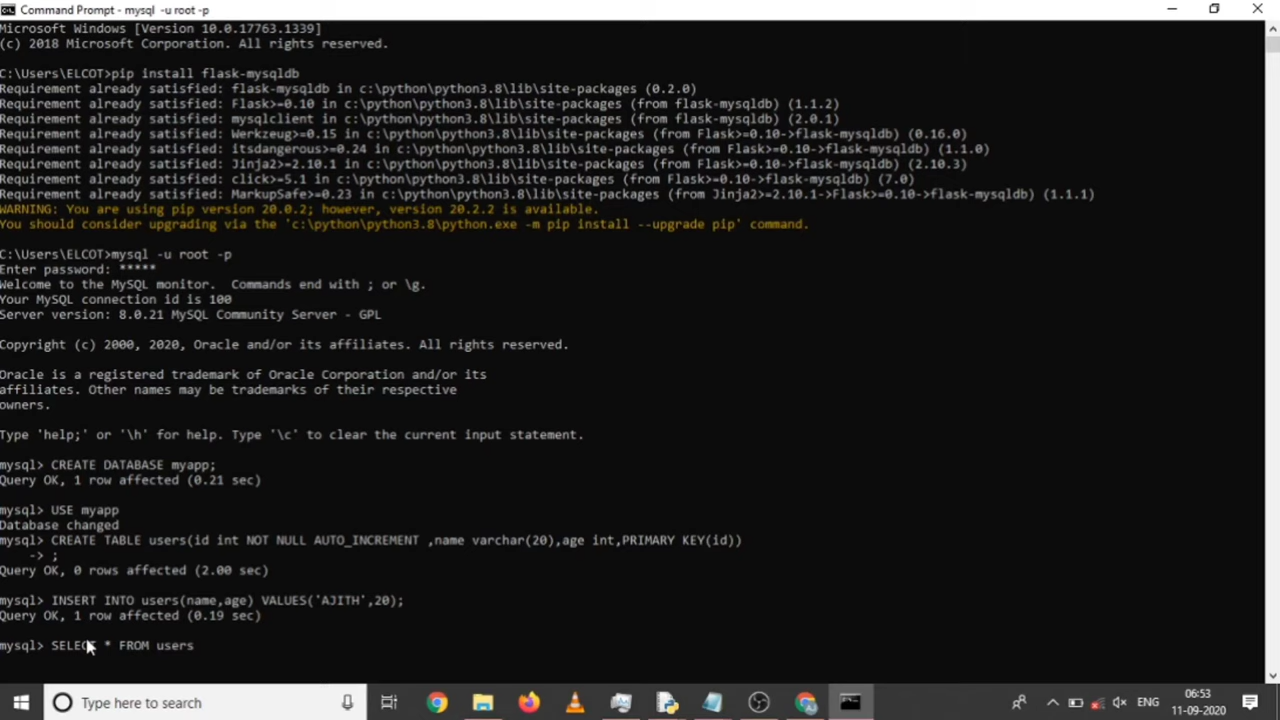 Command Prompt - mysql -u root -p
Microsoft Windows [Version 10.0.17763.1339]
(c) 2018 Microsoft Corporation. All rights reserved.
C:\Users\ELCOT>pip install flask-mysqldb
Requirement already satisfied: flask-mysqldb in c:\python\python3.8\lib\site-packages (0.2.0)
Requirement already satisfied: Flask>=0.10 in c:\python\python3.8\lib\site-packages (from flask-mysqldb) (1.1.2)
Requirement already satisfied: mysqlclient in c:\python\python3.8\lib\site-packages (from flask-mysqldb) (2.0.1)
Requirement already satisfied: Werkzeug>=0.15 in c:\python\python3.8\lib\site-packages (from Flask>=0.10->flask-mysqldb) (0.16.0)
Requirement already satisfied: itsdangerous>=0.24 in c:\python\python3.8\lib\site-packages (from Flask>=0.10->flask-mysqldb) (1.1.0)
Requirement already satisfied: Jinja2>=2.10.1 in c:\python\python3.8\lib\site-packages (from Flask>=0.10->flask-mysqldb) (2.10.3)
Requirement already satisfied: click>=5.1 in c:\python\python3.8\lib\site-packages (from Flask>=0.10->flask-mysqldb) (7.0)
Requirement already satisfied: MarkupSafe>=0.23 in c:\python\python3.8\lib\site-packages (from Jinja2>=2.10.1->Flask>=0.10->flask-mysqldb) (1.1.1)
WARNING: You are using pip version 20.0.2; however, version 20.2.2 is available.
You should consider upgrading via the 'c:\python\python3.8\python.exe -m pip install --upgrade pip' command.
C:\Users\ELCOT>mysql -u root -p
Enter password: *****
Welcome to the MySQL monitor.  Commands end with ; or \g.
Your MySQL connection id is 100
Server version: 8.0.21 MySQL Community Server - GPL
Copyright (c) 2000, 2020, Oracle and/or its affiliates. All rights reserved.
Oracle is a registered trademark of Oracle Corporation and/or its
affiliates. Other names may be trademarks of their respective
owners.
Type 'help;' or '\h' for help. Type '\c' to clear the current input statement.
mysql> CREATE DATABASE myapp;
Query OK, 1 row affected (0.21 sec)
mysql> USE myapp
Database changed
mysql> CREATE TABLE users(id int NOT NULL AUTO_INCREMENT ,name varchar(20),age int,PRIMARY KEY(id))
    -> ;
Query OK, 0 rows affected (2.00 sec)
mysql> INSERT INTO users(name,age) VALUES('AJITH',20);
Query OK, 1 row affected (0.19 sec)
mysql> SELECT * FROM users
Type here to search
ENG
06:53
11-09-2020